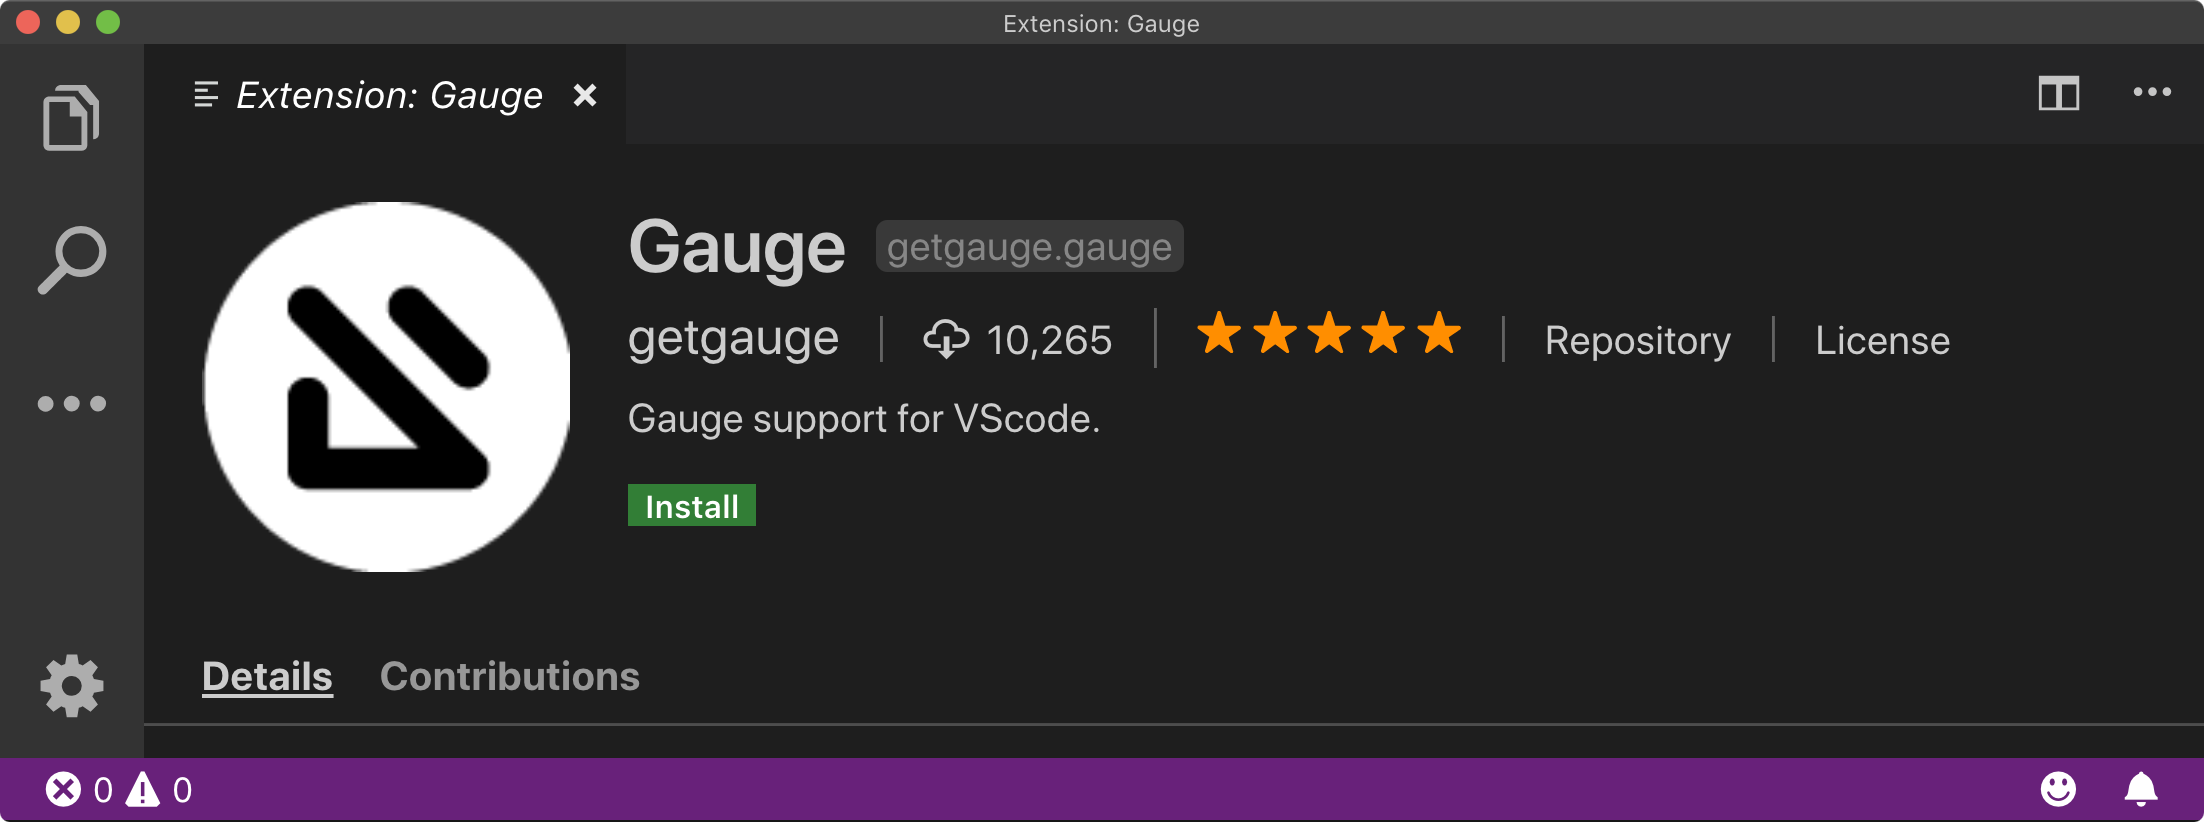 Extension: Gauge
Extension: Gauge
Gauge getgauge.gauge
getgauge 10,265 Repository License
Gauge support for VScode.
Install
Details Contributions
0 0